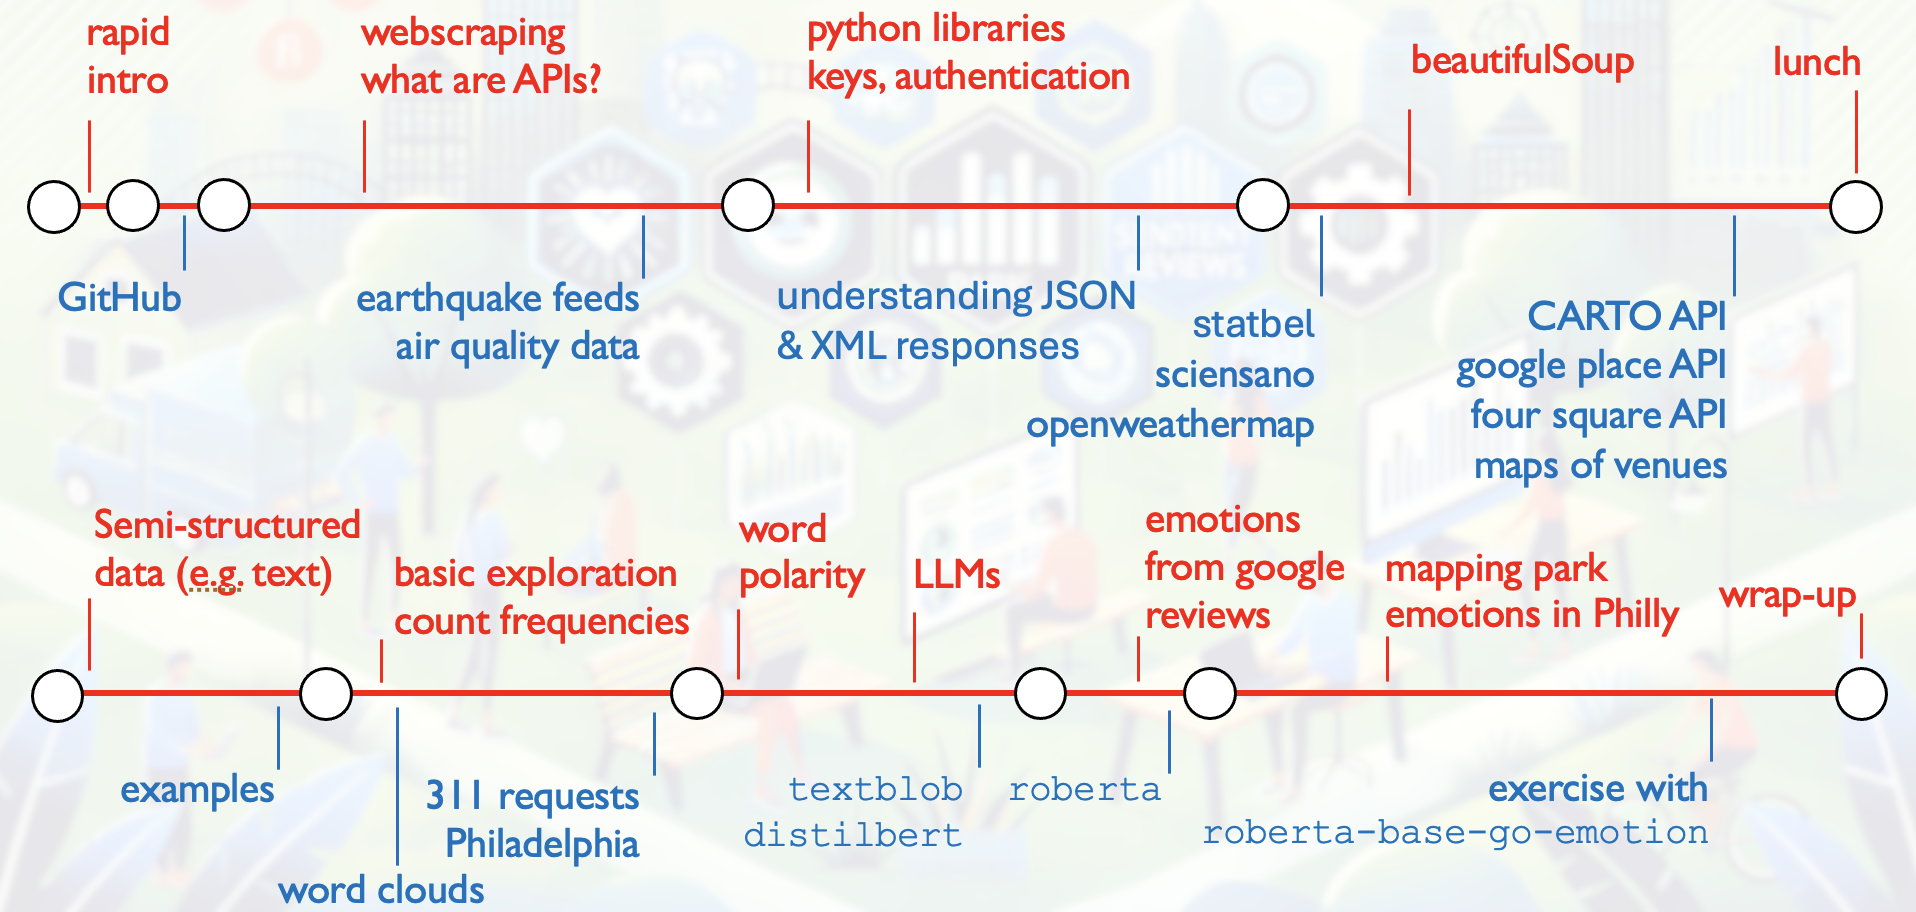 rapid
intro
webscraping
what are APIs?
python libraries
keys, authentication
beautifulSoup
lunch
GitHub
earthquake feeds
air quality data
understanding JSON
& XML responses
statbel
sciensano
openweathermap
CARTO API
google place API
four square API
maps of venues
Semi-structured
data (e.g. text)
basic exploration
count frequencies
word
polarity
LLMs
emotions
from google
reviews
mapping park
emotions in Philly
wrap-up
examples
word clouds
311 requests
Philadelphia
textblob
distilbert
roberta
exercise with
roberta-base-go-emotion